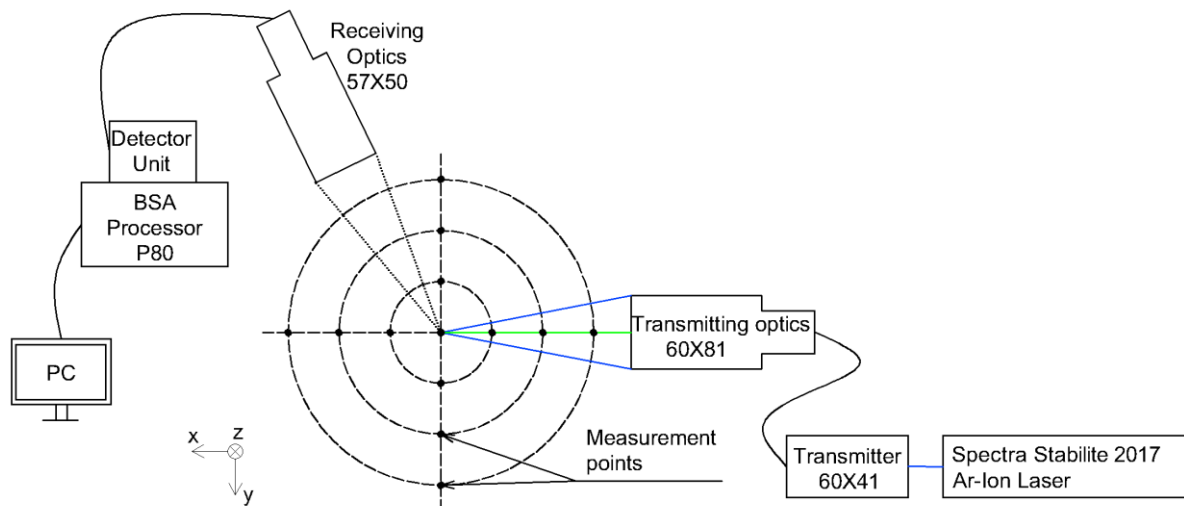 Receiving
Optics
57X50
Detector
Unit
BSA
Processor
P80
PC
Transmitting optics
60X81
x
z
y
Measurement
points
Transmitter
60X41
Spectra Stabilite 2017
Ar-Ion Laser